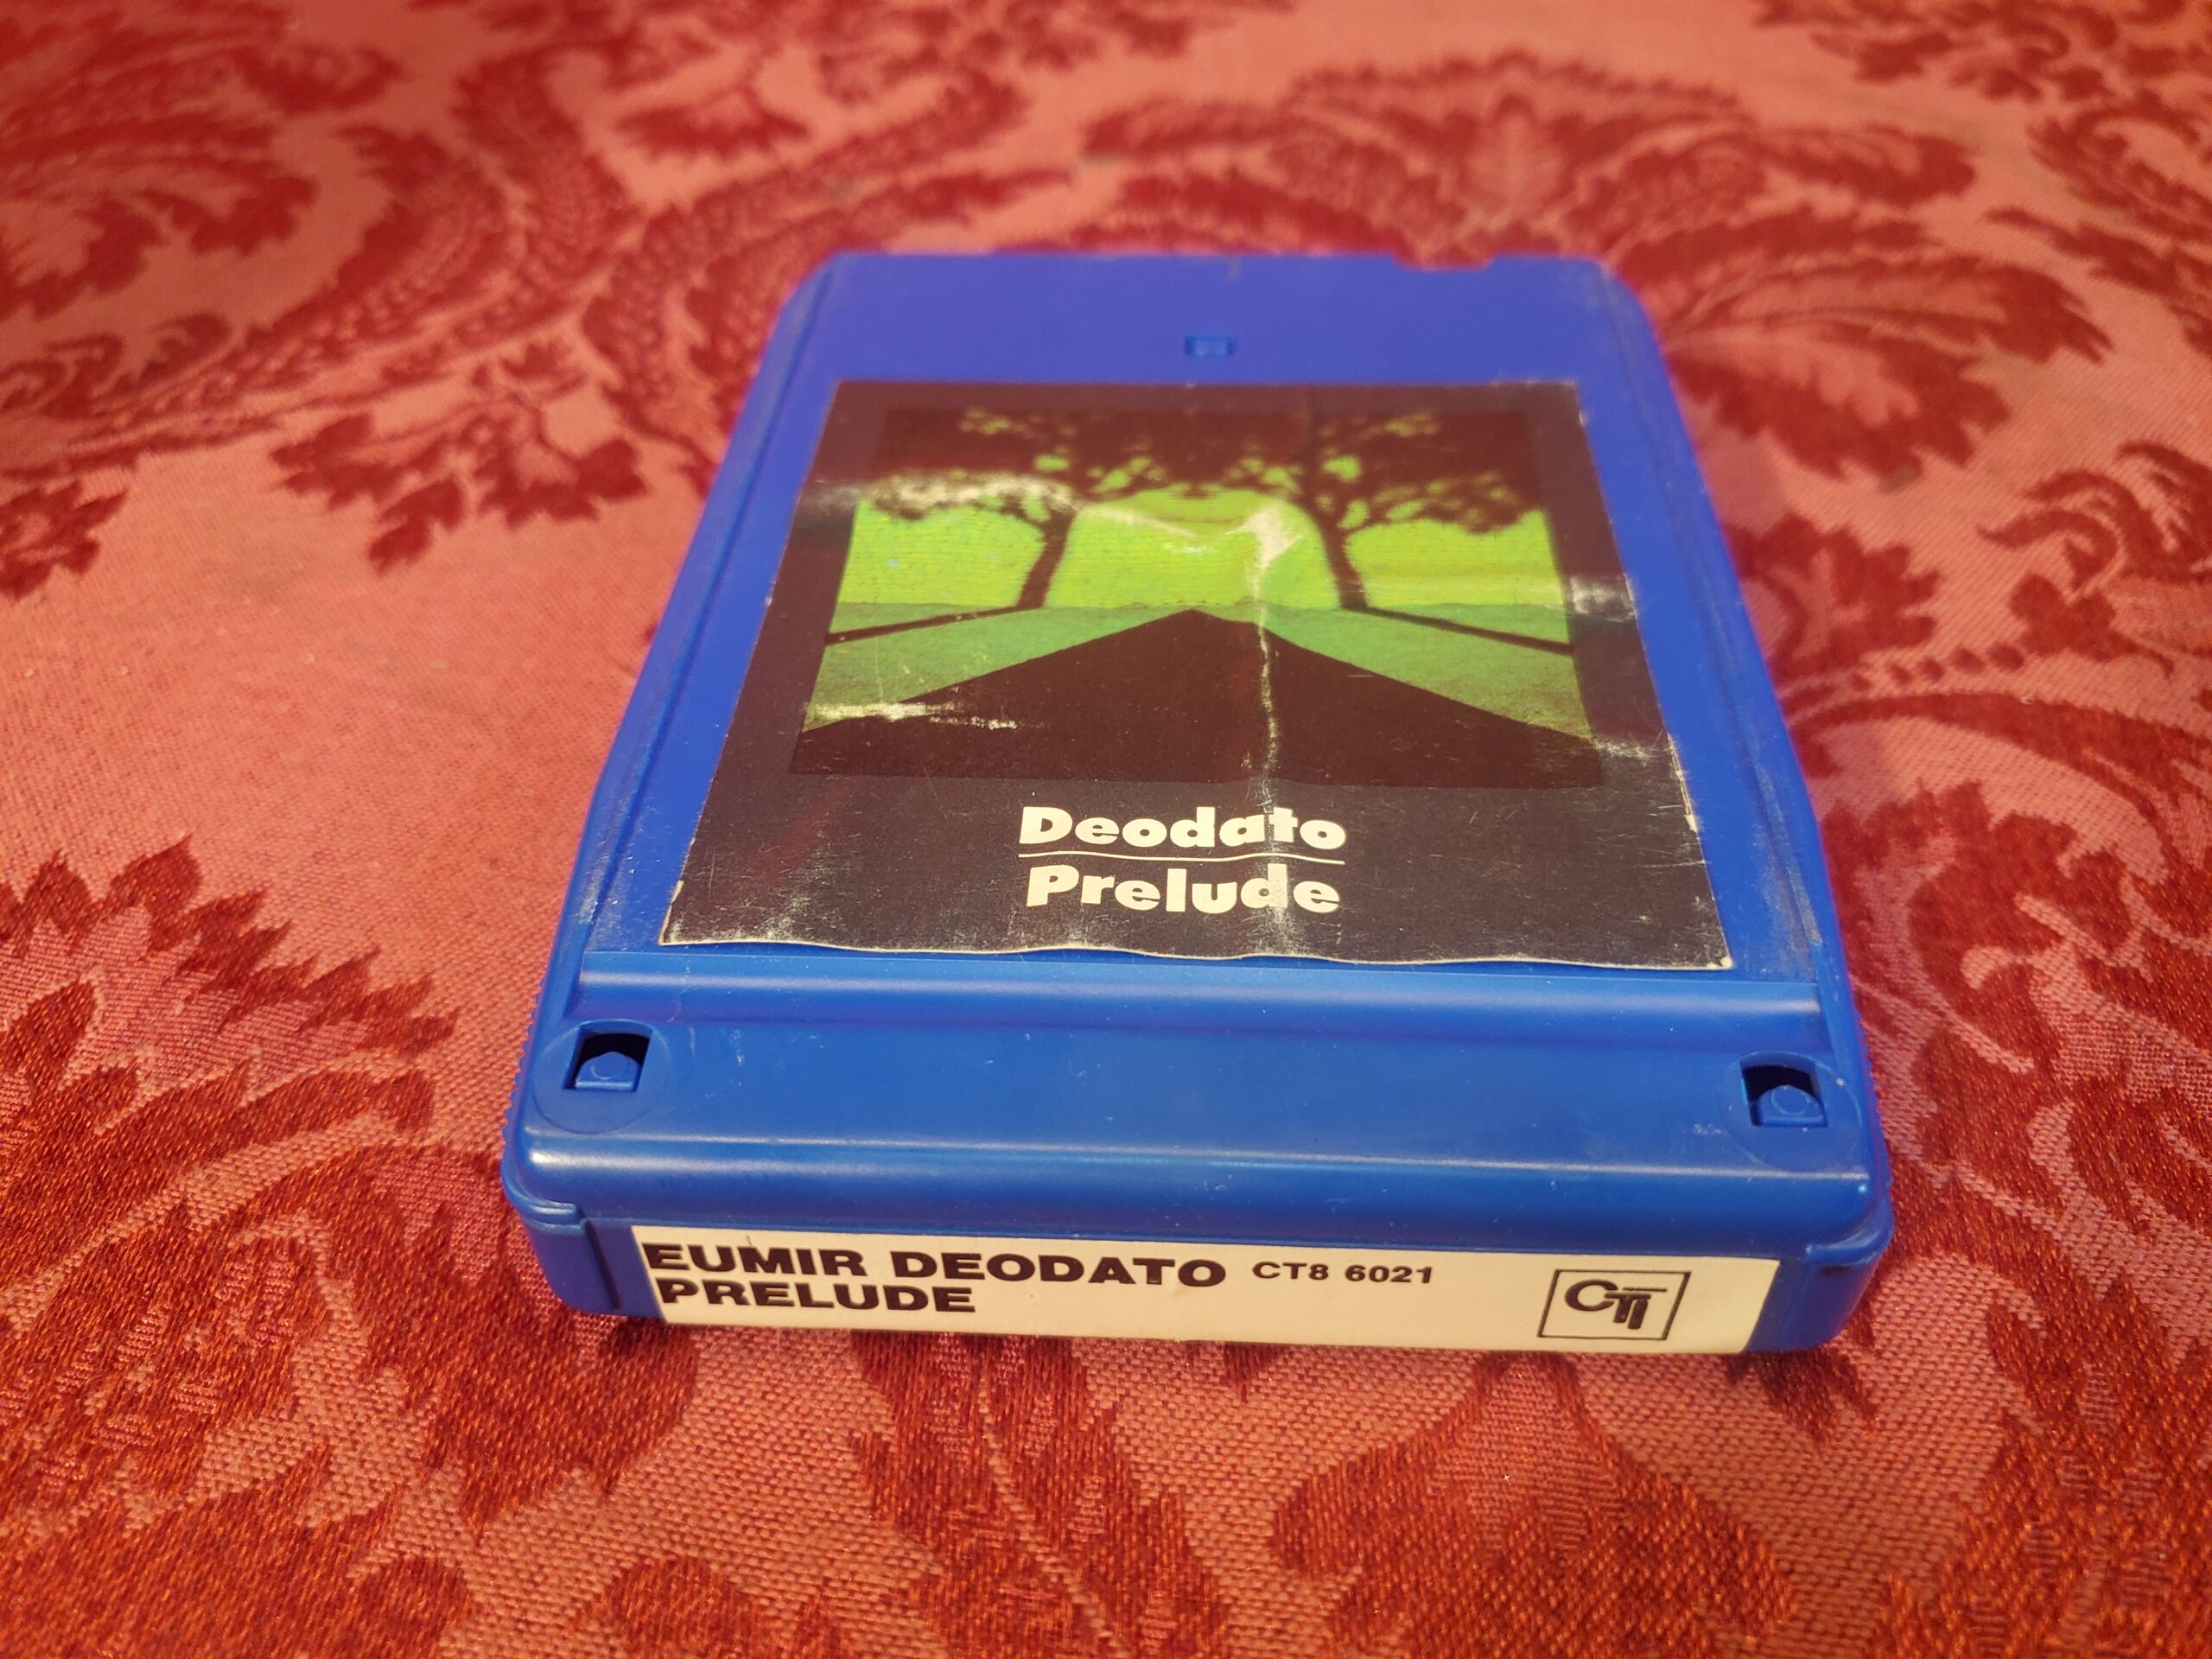 Deodato
Prelude
EUMIR DEODATO CT8 6021
PRELUDE
CTI